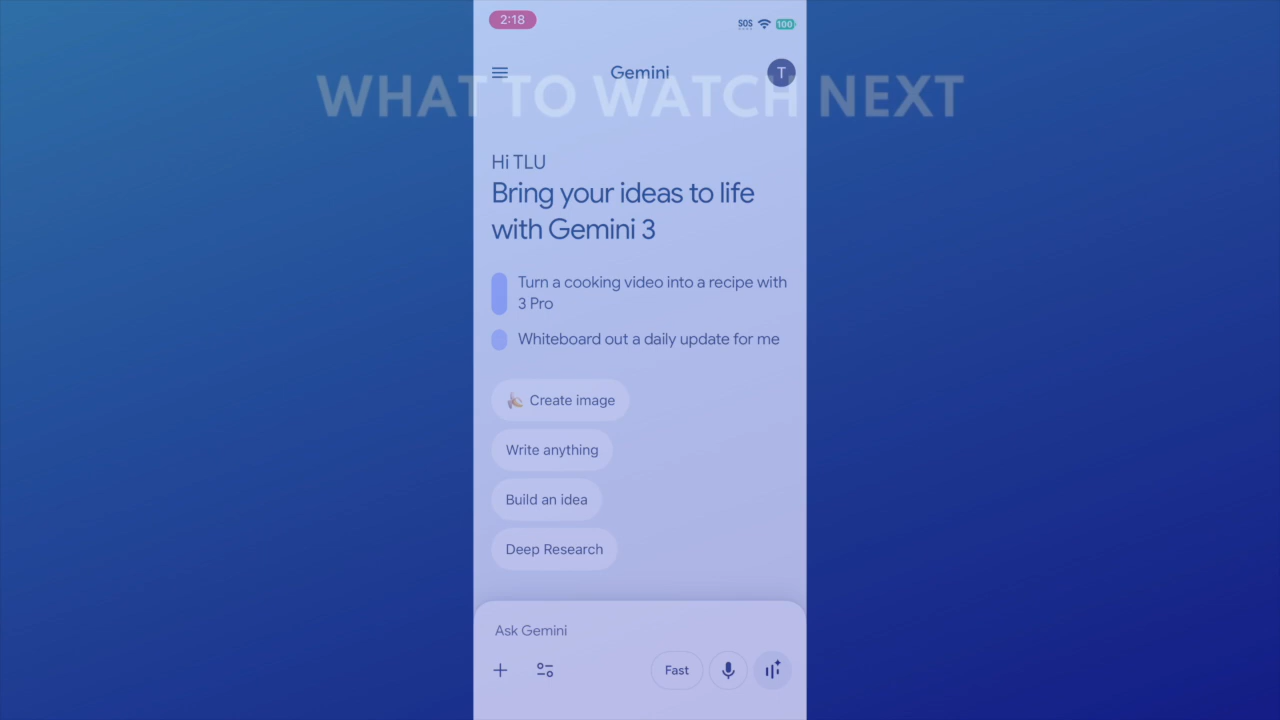 2:18
SOS
100
Gemini
T
WHAT TO WATCH NEXT
Hi TLU
Bring your ideas to life
with Gemini 3
Turn a cooking video into a recipe with
3 Pro
Whiteboard out a daily update for me
Create image
Write anything
Build an idea
Deep Research
Ask Gemini
Fast